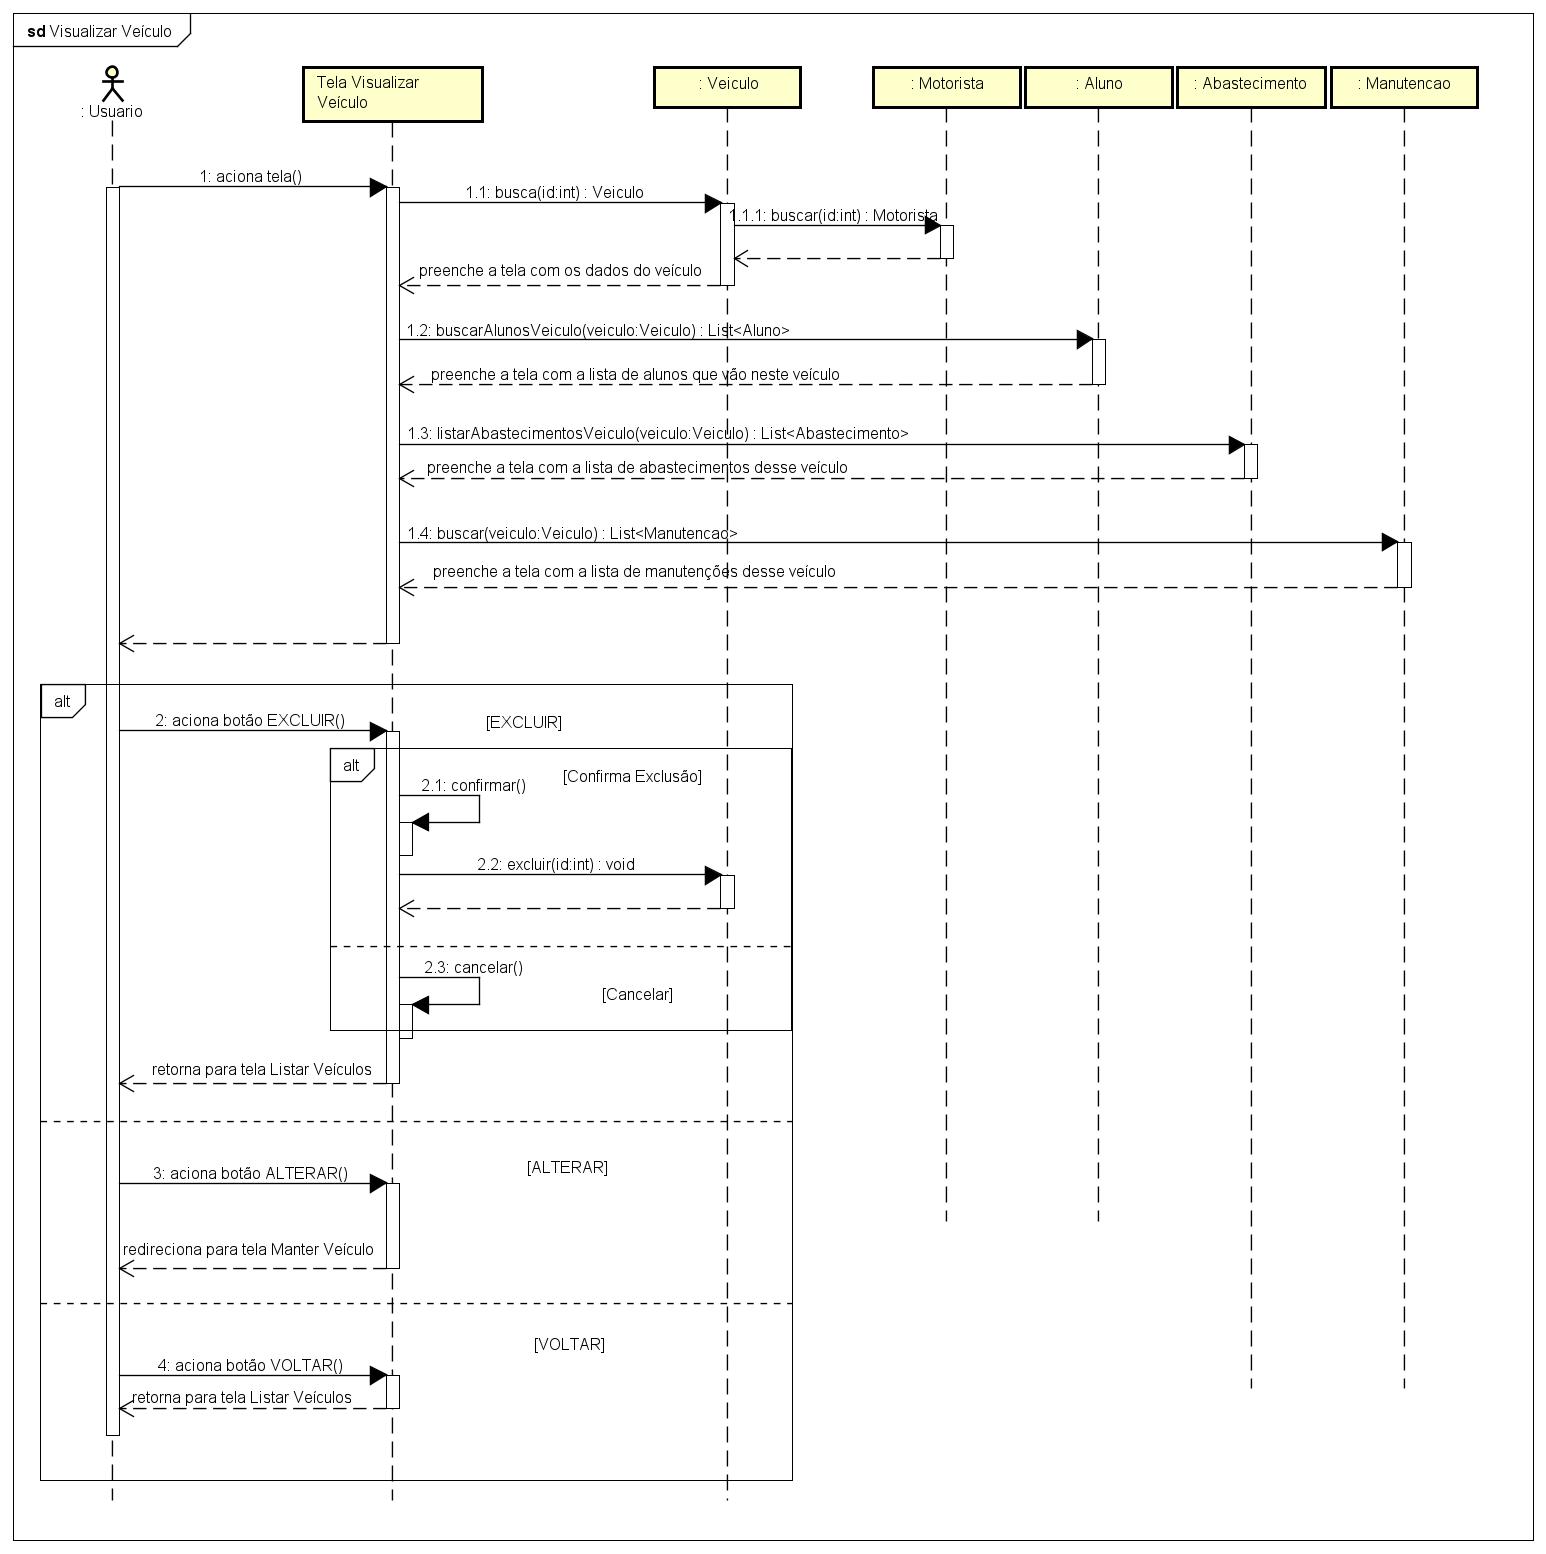 sd Visualizar Veículo
: Usuario
Tela Visualizar
Veículo
: Veiculo
: Motorista
: Aluno
: Abastecimento
: Manutencao
1: aciona tela()
1.1: busca(id:int) : Veiculo
1.1.1: buscar(id:int) : Motorista
preenche a tela com os dados do veículo
1.2: buscarAlunosVeiculo(veiculo:Veiculo) : List<Aluno>
preenche a tela com a lista de alunos que vão neste veículo
1.3: listarAbastecimentosVeiculo(veiculo:Veiculo) : List<Abastecimento>
preenche a tela com a lista de abastecimentos desse veículo
1.4: buscar(veiculo:Veiculo) : List<Manutencao>
preenche a tela com a lista de manutenções desse veículo
alt
2: aciona botão EXCLUIR()
[EXCLUIR]
alt
[Confirma Exclusão]
2.1: confirmar()
2.2: excluir(id:int) : void
2.3: cancelar()
[Cancelar]
retorna para tela Listar Veículos
[ALTERAR]
3: aciona botão ALTERAR()
redireciona para tela Manter Veículo
[VOLTAR]
4: aciona botão VOLTAR()
retorna para tela Listar Veículos